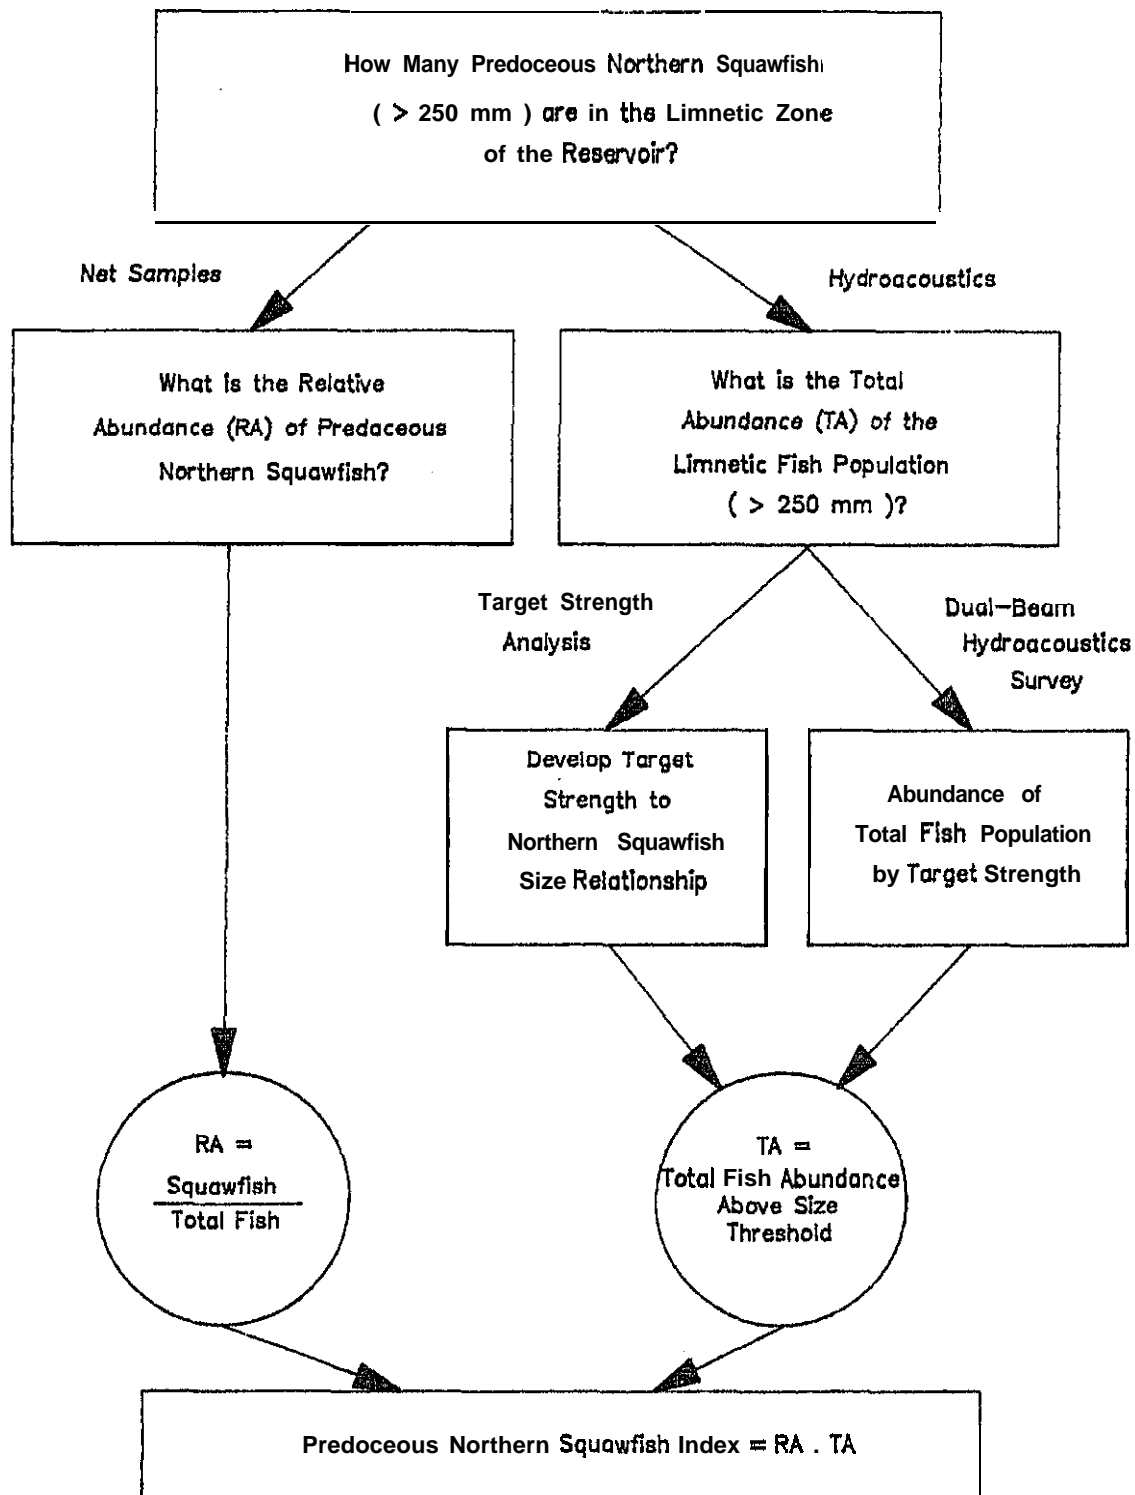 How Many Predoceous Northern Squawfish
( > 250 mm ) are in the Limnetic Zone
of the Reservoir?
Net Samples
Hydroacoustics
What is the Relative
Abundance (RA) of Predaceous
Northern Squawfish?
What is the Total
Abundance (TA) of the
Limnetic Fish Population
( > 250 mm )?
Target Strength
Analysis
Dual-Beam
Hydroacoustics
Survey
Develop Target
Strength to
Northern Squawfish
Size Relationship
Abundance of
Total Fish Population
by Target Strength
RA =
Squawfish
Total Fish
TA =
Total Fish Abundance
Above Size
Threshold
Predoceous Northern Squawfish Index = RA . TA